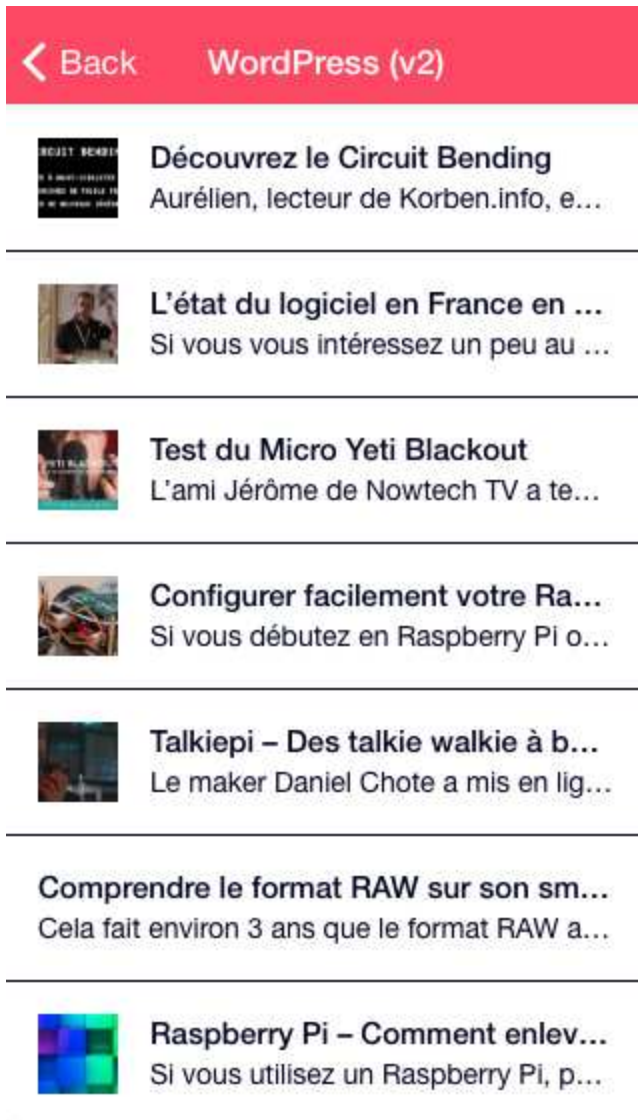 Back WordPress (v2)
Découvrez le Circuit Bending
Aurélien, lecteur de Korben.info, e...
L'état du logiciel en France en ...
Si vous vous intéressez un peu au ...
Test du Micro Yeti Blackout
L'ami Jérôme de Nowtech TV a te...
Configurer facilement votre Ra...
Si vous débutez en Raspberry Pi o...
Talkiepi – Des talkie walkie à b...
Le maker Daniel Chote a mis en lig...
Comprendre le format RAW sur son sm...
Cela fait environ 3 ans que le format RAW a...
Raspberry Pi – Comment enlev...
Si vous utilisez un Raspberry Pi, p...